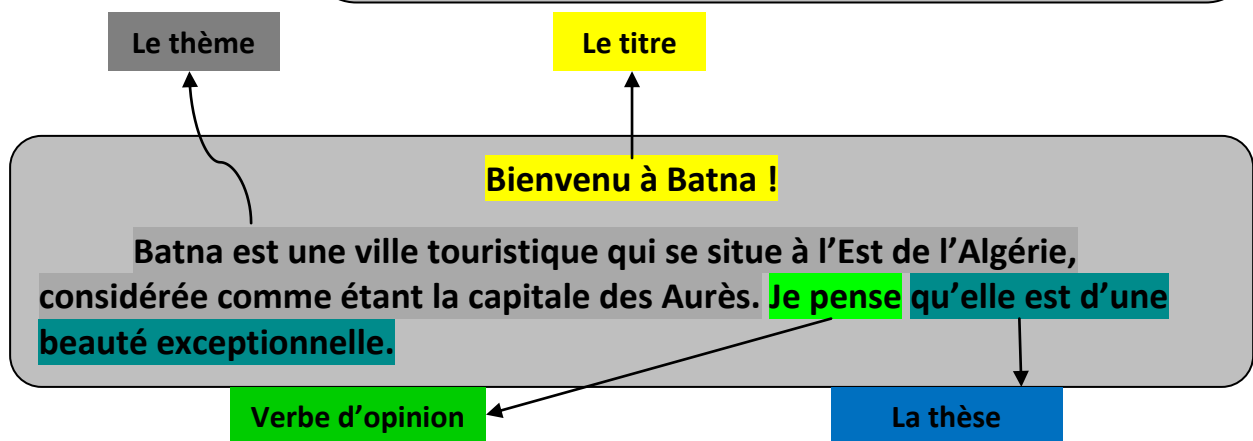 Le thème
Le titre
Bienvenu à Batna !
Batna est une ville touristique qui se situe à l’Est de l’Algérie,
considérée comme étant la capitale des Aurès. Je pense qu’elle est d’une
beauté exceptionnelle.
Verbe d’opinion
La thèse